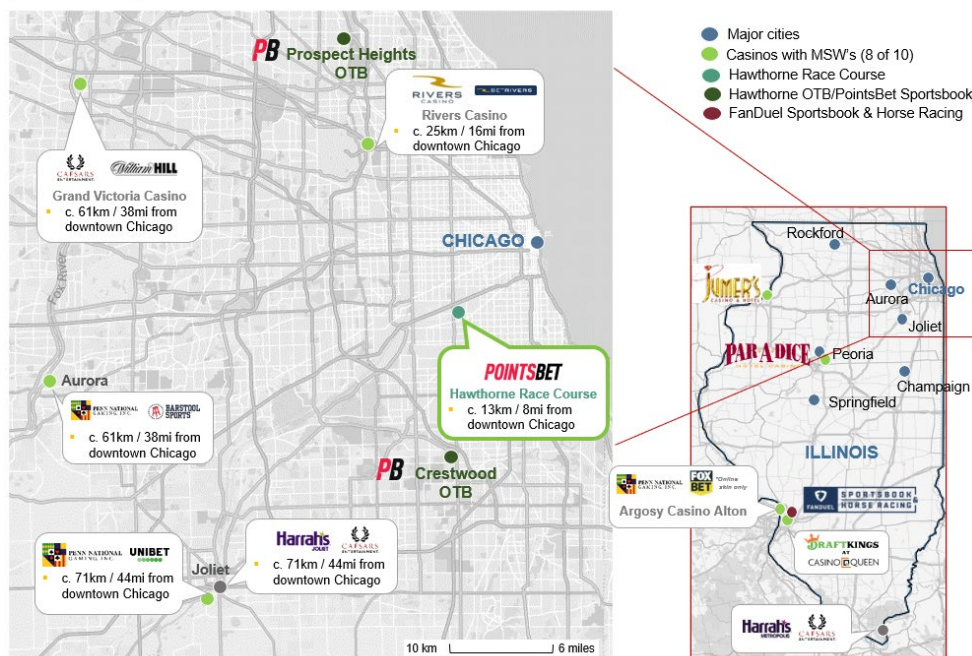 PB Prospect Heights
OTB
RIVERS
CASINO
BETRIVERS
Rivers Casino
c. 25km / 16mi from
downtown Chicago
CAESARS
ENTERTAINMENT
William HILL
Grand Victoria Casino
c. 61km / 38mi from
downtown Chicago
Fox River
CHICAGO
POINTSBET
Hawthorne Race Course
c. 13km / 8mi from
downtown Chicago
Aurora
PENN NATIONAL
GAMING, INC.
BARSTOOL
SPORTS
c. 61km / 38mi from
downtown Chicago
PB Crestwood
OTB
PENN NATIONAL
GAMING, INC.
UNIBET
c. 71km / 44mi from
downtown Chicago
Joliet
Harrah's
JOLIET
CAESARS
ENTERTAINMENT
c. 71km / 44mi from
downtown Chicago
10 km 6 miles
Major cities
Casinos with MSW's (8 of 10)
Hawthorne Race Course
Hawthorne OTB/PointsBet Sportsbook
FanDuel Sportsbook & Horse Racing
Rockford
JUMER'S
CASINO & HOTEL
Chicago
Aurora
Joliet
PAR-A-DICE
HOTEL CASINO
Peoria
Champaign
Springfield
ILLINOIS
PENN NATIONAL
GAMING, INC.
FOX
BET
*Online
skin only
Argosy Casino Alton
FANDUEL
SPORTSBOOK &
HORSE RACING
DRAFTKINGS
AT
CASINO QUEEN
Harrah's
METROPOLIS
CAESARS
ENTERTAINMENT